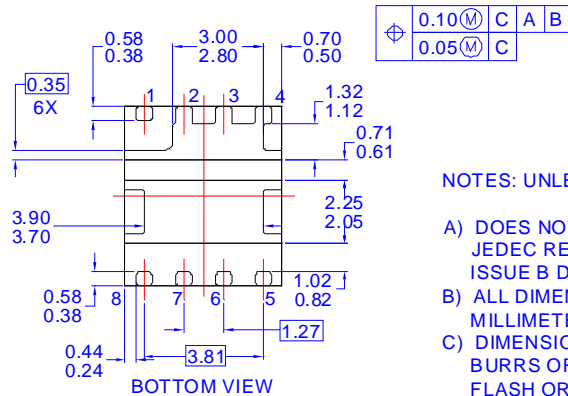 0.10 Ⓜ C A B
0.05 Ⓜ C
0.58
0.38
3.00
2.80
0.70
0.50
0.35
6X
1 2 3 4
1.32
1.12
0.71
0.61
3.90
3.70
2.25
2.05
0.58
0.38
1.02
0.82
8 7 6 5
1.27
0.44
0.24
3.81
BOTTOM VIEW
NOTES: UNLE
A) DOES NO
JEDEC RE
ISSUE B D
B) ALL DIMEN
MILLIMETE
C) DIMENSIO
BURRS OF
FLASH OR